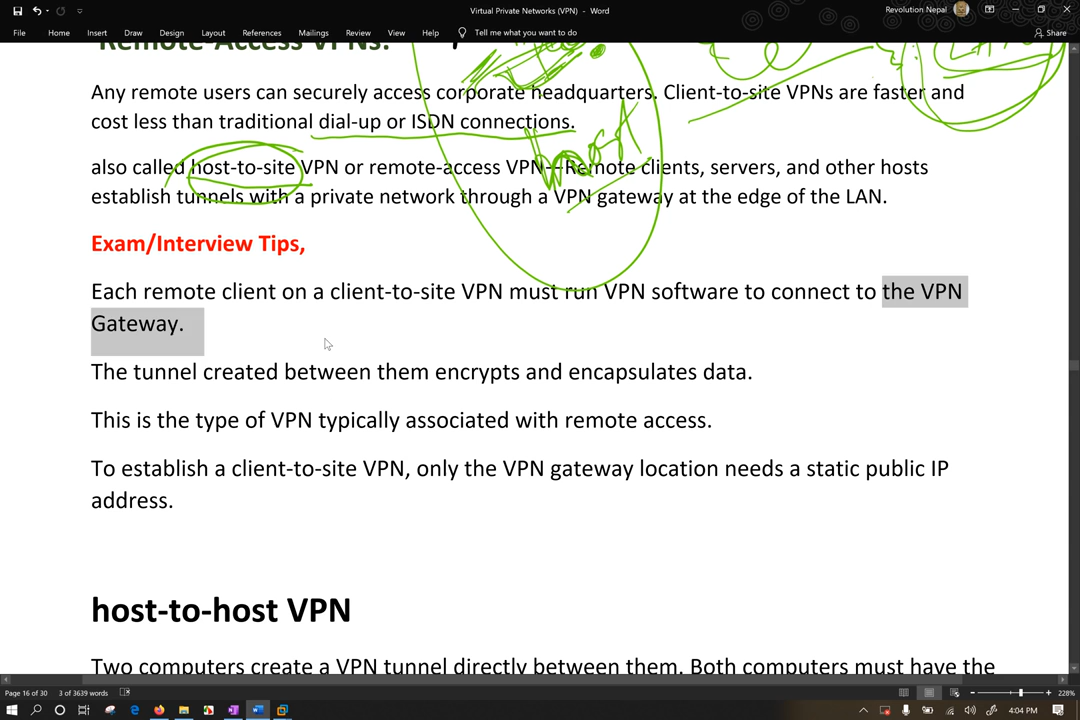 Virtual Private Networks (VPN) - Word
Revolution Nepal
File Home Insert Draw Design Layout References Mailings Review View Help Tell me what you want to do
Share
Remote-Access VPNs:
Any remote users can securely access corporate headquarters. Client-to-site VPNs are faster and
cost less than traditional dial-up or ISDN connections.
host
also called host-to-site VPN or remote-access VPN—Remote clients, servers, and other hosts
establish tunnels with a private network through a VPN gateway at the edge of the LAN.
Exam/Interview Tips,
Each remote client on a client-to-site VPN must run VPN software to connect to the VPN
Gateway.
The tunnel created between them encrypts and encapsulates data.
This is the type of VPN typically associated with remote access.
To establish a client-to-site VPN, only the VPN gateway location needs a static public IP
address.
host-to-host VPN
Two computers create a VPN tunnel directly between them. Both computers must have the
Page 16 of 30 3 of 3639 words
228%
4:04 PM